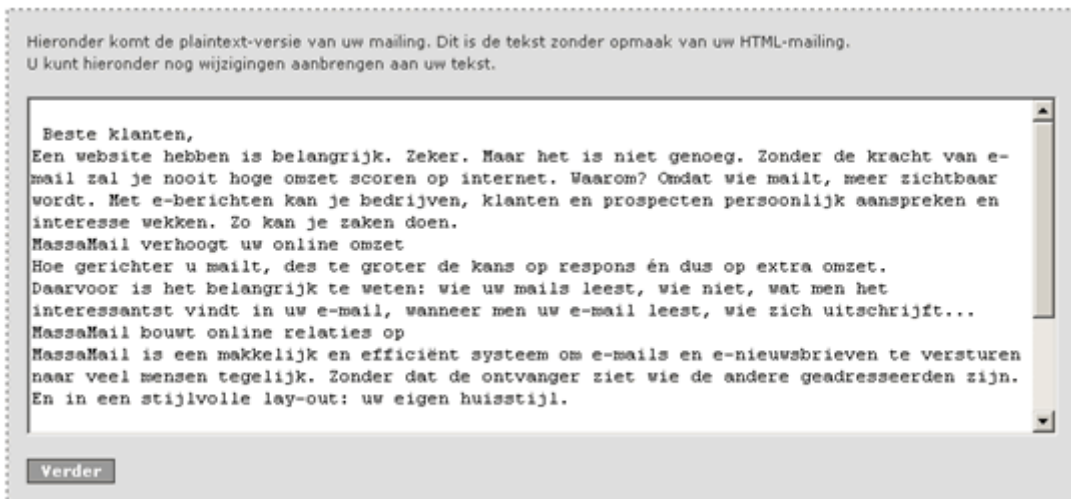 Hieronder komt de plaintext-versie van uw mailing. Dit is de tekst zonder opmaak van uw HTML-mailing.
U kunt hieronder nog wijzigingen aanbrengen aan uw tekst.
Beste klanten,
Een website hebben is belangrijk. Zeker. Maar het is niet genoeg. Zonder de kracht van e-
mail zal je nooit hoge omzet scoren op internet. Waarom? Omdat wie mailt, meer zichtbaar
wordt. Met e-berichten kan je bedrijven, klanten en prospecten persoonlijk aanspreken en
interesse wekken. Zo kan je zaken doen.
MassaMail verhoogt uw online omzet
Hoe gerichter u mailt, des te groter de kans op respons én dus op extra omzet.
Daarvoor is het belangrijk te weten: wie uw mails leest, wie niet, wat men het
interessantst vindt in uw e-mail, wanneer men uw e-mail leest, wie zich uitschrijft...
MassaMail bouwt online relaties op
MassaMail is een makkelijk en efficiënt systeem om e-mails en e-nieuwsbrieven te versturen
naar veel mensen tegelijk. Zonder dat de ontvanger ziet wie de andere geadresseerden zijn.
En in een stijlvolle lay-out: uw eigen huisstijl.
Verder